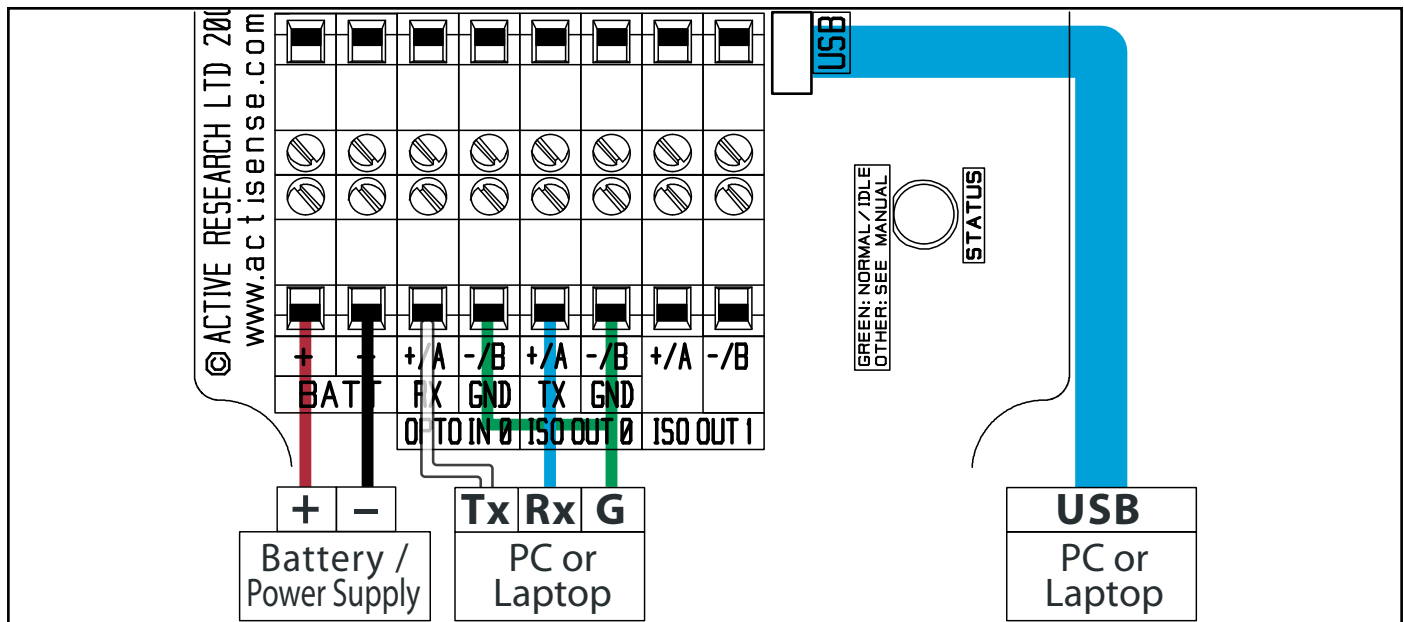 © ACTIVE RESEARCH LTD
www.actisense.com
USB
GREEN: NORMAL/IDLE
OTHER: SEE MANUAL
STATUS
+ - +/A -/B +/A -/B +/A -/B
BATT RX GND TX GND
OPTO IN 0 ISO OUT 0 ISO OUT 1
+ −
Battery /
Power Supply
Tx Rx G
PC or
Laptop
USB
PC or
Laptop